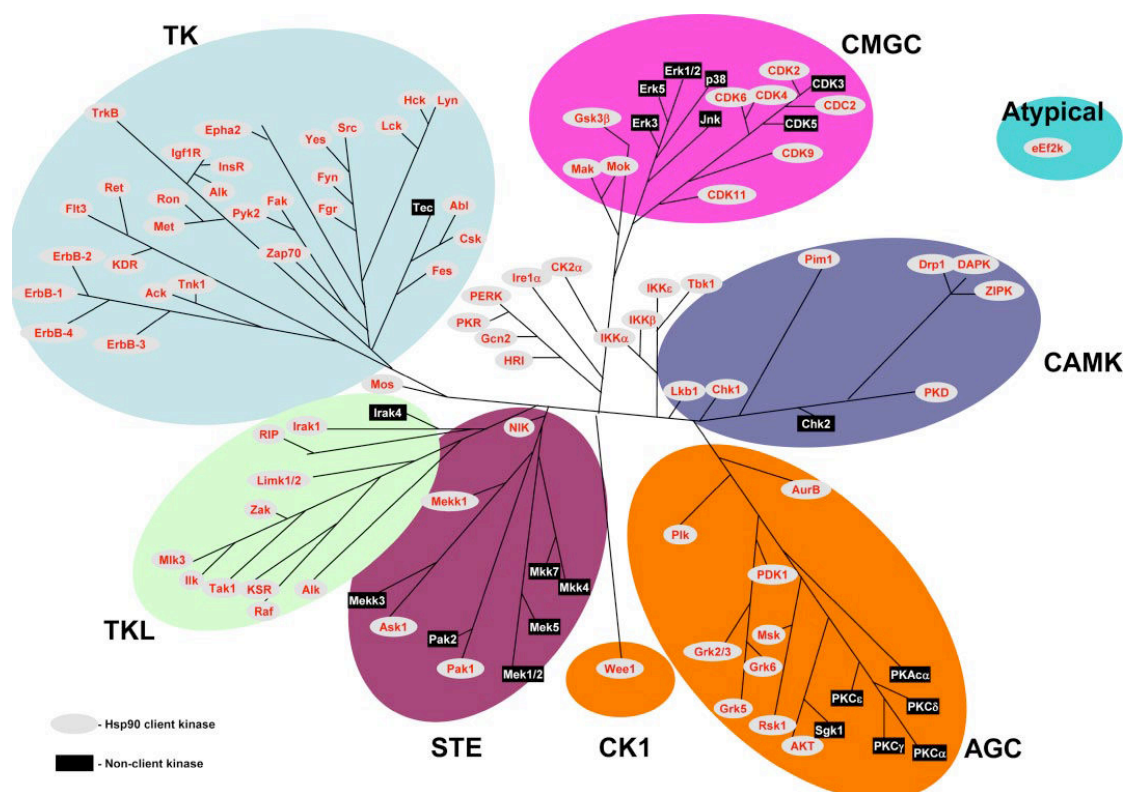 TK
CMGC
Atypical
eEf2k
TrkB
Epha2
Hck
Lyn
Lck
Yes
Src
Igf1R
InsR
Alk
Fyn
Fgr
Ret
Ron
Flt3
Met
Pyk2
Fak
Tec
Abl
Csk
Zap70
Fes
ErbB-2
KDR
Tnk1
Ack
ErbB-1
ErbB-4
ErbB-3
Erk1/2
p38
Erk5
CDK2
CDK3
CDK6
CDK4
CDC2
Gsk3β
Erk3
Jnk
CDK5
CDK9
Mak
Mok
CDK11
Ire1α
CK2α
PERK
PKR
Gcn2
HRI
IKKε
Tbk1
IKKβ
IKKα
Pim1
Drp1
DAPK
ZIPK
CAMK
Lkb1
Chk1
PKD
Chk2
Mos
Irak4
Irak1
RIP
Limk1/2
Zak
Mlk3
Ilk
Tak1
KSR
Raf
Alk
TKL
NIK
Mekk1
Mkk7
Mkk4
Mekk3
Ask1
Pak2
Mek5
Pak1
Mek1/2
STE
Wee1
CK1
AurB
Plk
PDK1
Msk
Grk2/3
Grk6
PKAcα
PKCε
PKCδ
Grk5
Rsk1
Sgk1
AKT
PKCγ
PKCα
AGC
- Hsp90 client kinase
- Non-client kinase